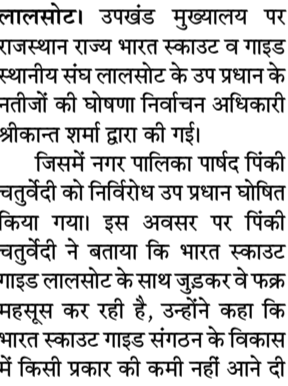 लालसोट। उपखंड मुख्यालय पर
राजस्थान राज्य भारत स्काउट व गाइड
स्थानीय संघ लालसोट के उप प्रधान के
नतीजों की घोषणा निर्वाचन अधिकारी
श्रीकान्त शर्मा द्वारा की गई।
जिसमें नगर पालिका पार्षद पिंकी
चतुर्वेदी को निर्विरोध उप प्रधान घोषित
किया गया। इस अवसर पर पिंकी
चतुर्वेदी ने बताया कि भारत स्काउट
गाइड लालसोट के साथ जुड़कर वे फक्र
महसूस कर रही है, उन्होंने कहा कि
भारत स्काउट गाइड संगठन के विकास
में किसी प्रकार की कमी नहीं आने दी